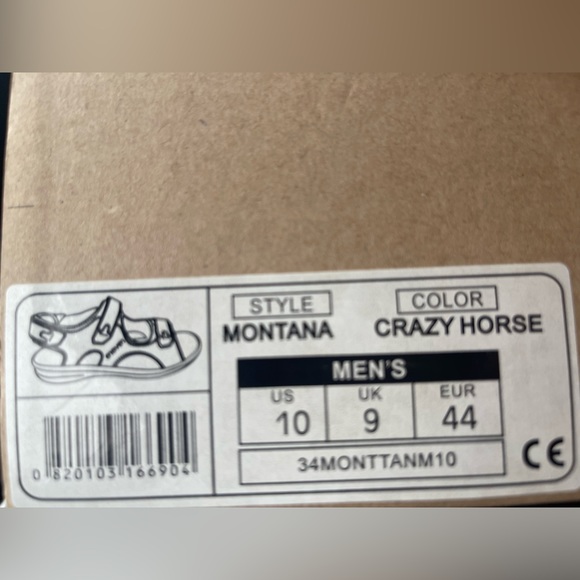 STYLE COLOR
MONTANA CRAZY HORSE
MEN'S
US UK EUR
10 9 44
34MONTTANM10
CE
0 820103 166904